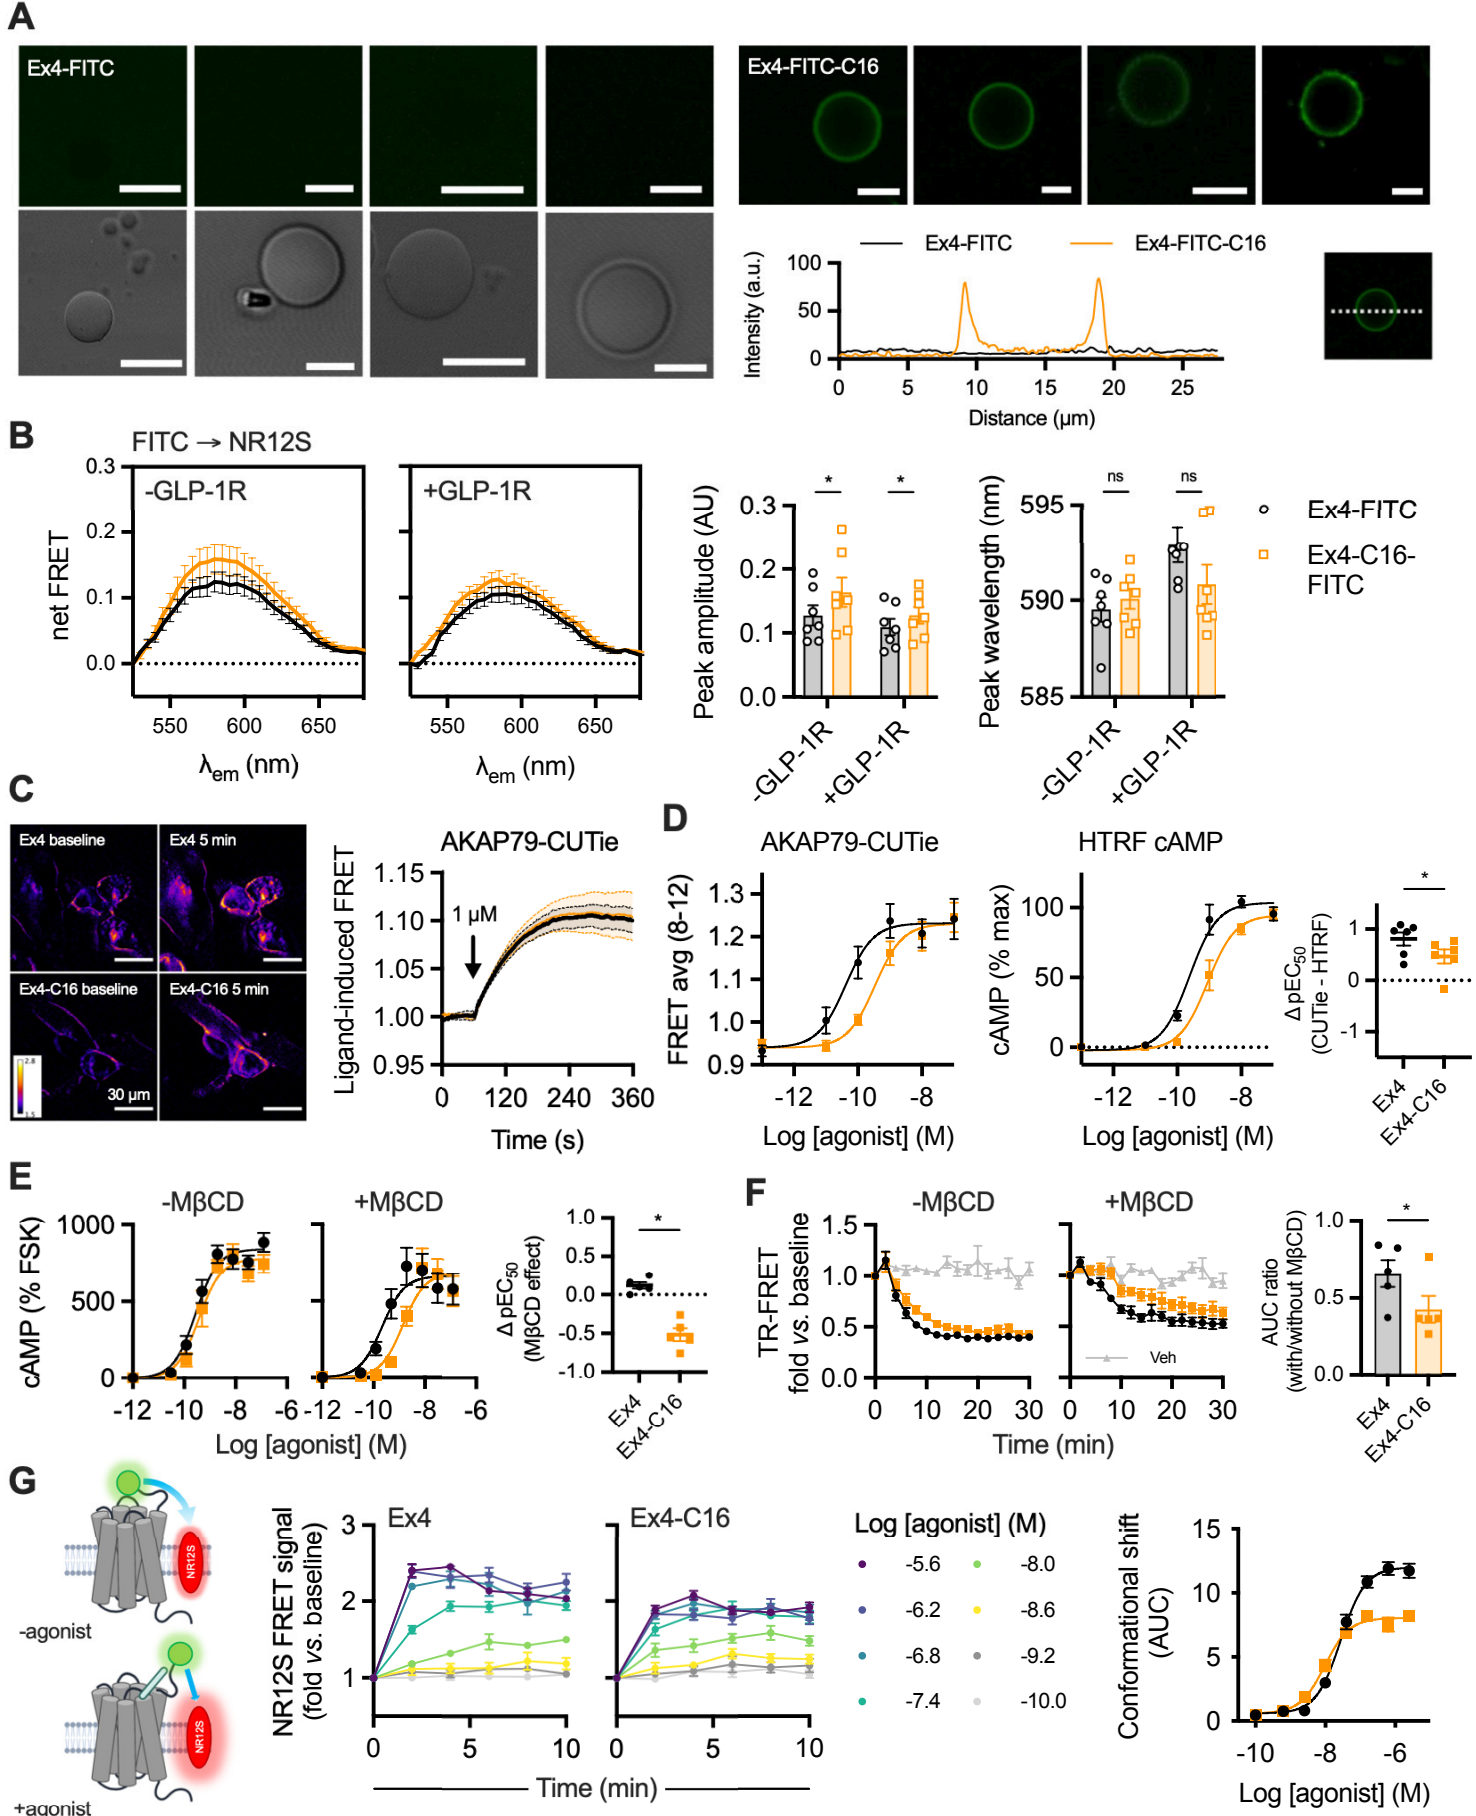 A
Ex4-FITC
Ex4-FITC-C16
Ex4-FITC
Ex4-FITC-C16
Intensity (a.u.)
100
50
0
0 5 10 15 20 25
Distance (µm)
B
FITC → NR12S
-GLP-1R
+GLP-1R
net FRET
0.3
0.2
0.1
0.0
550 600 650
550 600 650
λem (nm)
λem (nm)
Peak amplitude (AU)
0.3
0.2
0.1
0.0
* *
-GLP-1R
+GLP-1R
Peak wavelength (nm)
595
590
585
ns ns
-GLP-1R
+GLP-1R
Ex4-FITC
Ex4-C16-
FITC
C
Ex4 baseline
Ex4 5 min
Ex4-C16 baseline
Ex4-C16 5 min
2.8
1.5
30 µm
AKAP79-CUTie
Ligand-induced FRET
1.15
1.10
1.05
1.00
0.95
1 µM
0 120 240 360
Time (s)
D
AKAP79-CUTie
FRET avg (8-12)
1.3
1.2
1.1
1.0
0.9
-12 -10 -8
Log [agonist] (M)
HTRF cAMP
cAMP (% max)
100
50
0
-12 -10 -8
Log [agonist] (M)
Δ pEC50
(CUTie - HTRF)
1
0
-1
*
Ex4
Ex4-C16
E
-MβCD
+MβCD
cAMP (% FSK)
1000
500
0
-12 -10 -8 -6
-12 -10 -8 -6
Log [agonist] (M)
Δ pEC50
(MβCD effect)
1.0
0.5
0.0
-0.5
-1.0
*
Ex4
Ex4-C16
F
-MβCD
+MβCD
TR-FRET
fold vs. baseline
1.5
1.0
0.5
0.0
Veh
0 10 20 30
0 10 20 30
Time (min)
AUC ratio
(with/without MβCD)
1.0
0.5
0.0
*
Ex4
Ex4-C16
G
NR12S
-agonist
NR12S
+agonist
NR12S FRET signal
(fold vs. baseline)
3
2
1
Ex4
Ex4-C16
0 5 10
0 5 10
Time (min)
Log [agonist] (M)
-5.6 -8.0
-6.2 -8.6
-6.8 -9.2
-7.4 -10.0
Conformational shift
(AUC)
15
10
5
0
-10 -8 -6
Log [agonist] (M)